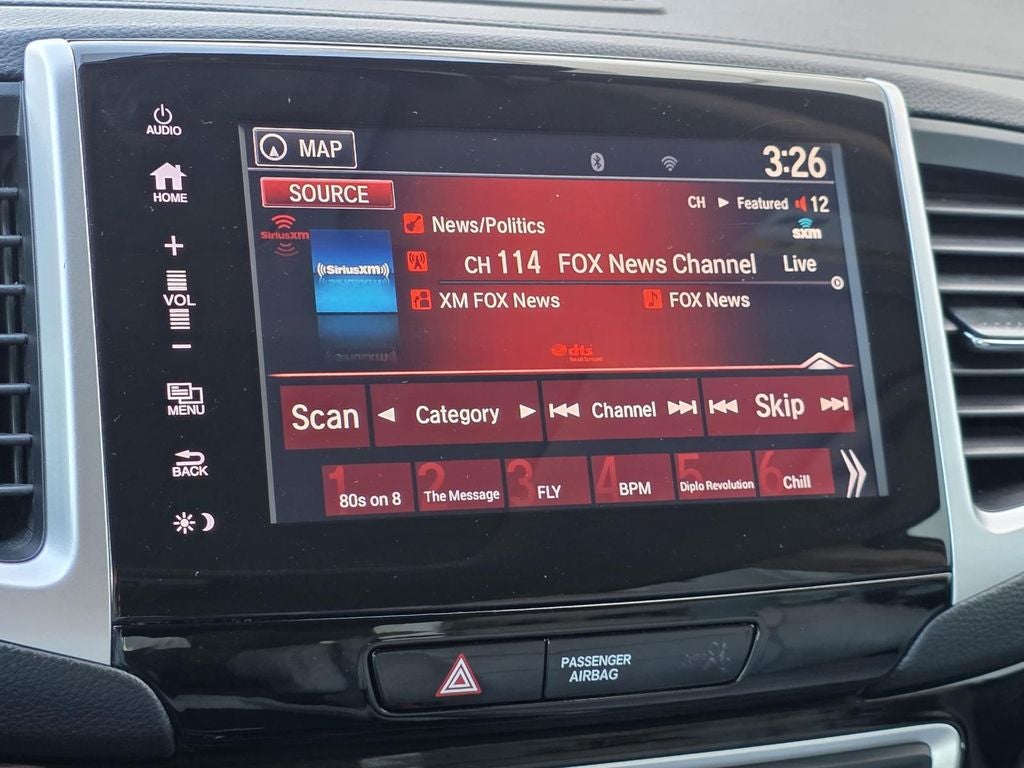 AUDIO
MAP
3:26
HOME
SOURCE
CH ▶ Featured 12
SiriusXM
News/Politics
sxm
((SiriusXM))
CH 114 FOX News Channel Live
+
VOL
−
XM FOX News
FOX News
dts
MENU
Scan
Category
Channel
Skip
BACK
1 80s on 8
2 The Message
3 FLY
4 BPM
5 Diplo Revolution
6 Chill
PASSENGER
AIRBAG